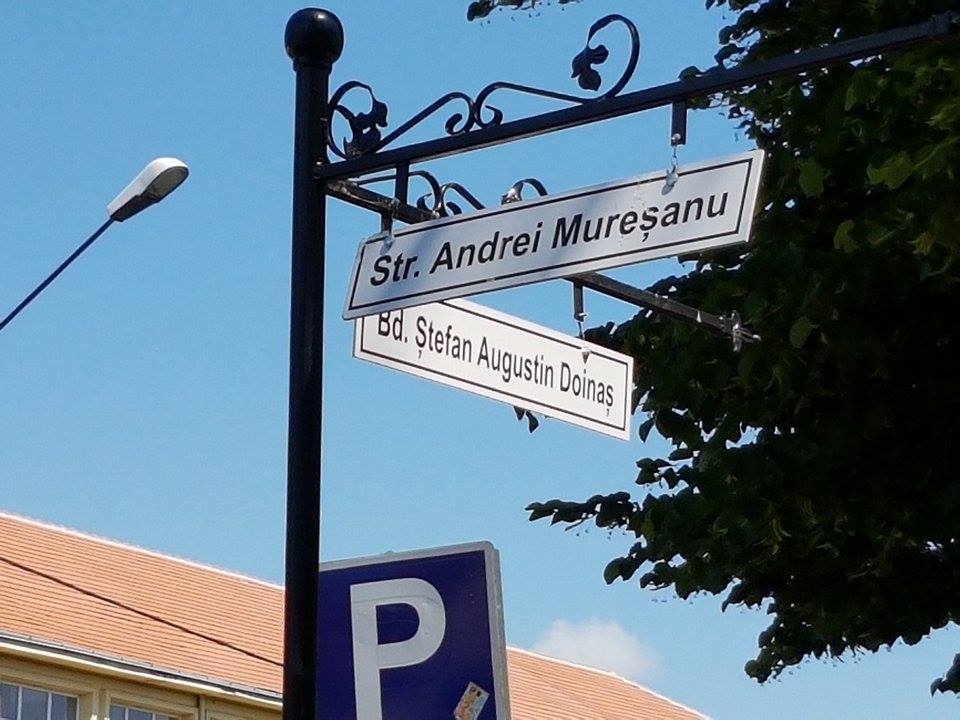 Str. Andrei Mureșanu
Bd. Ștefan Augustin Doinaș
P